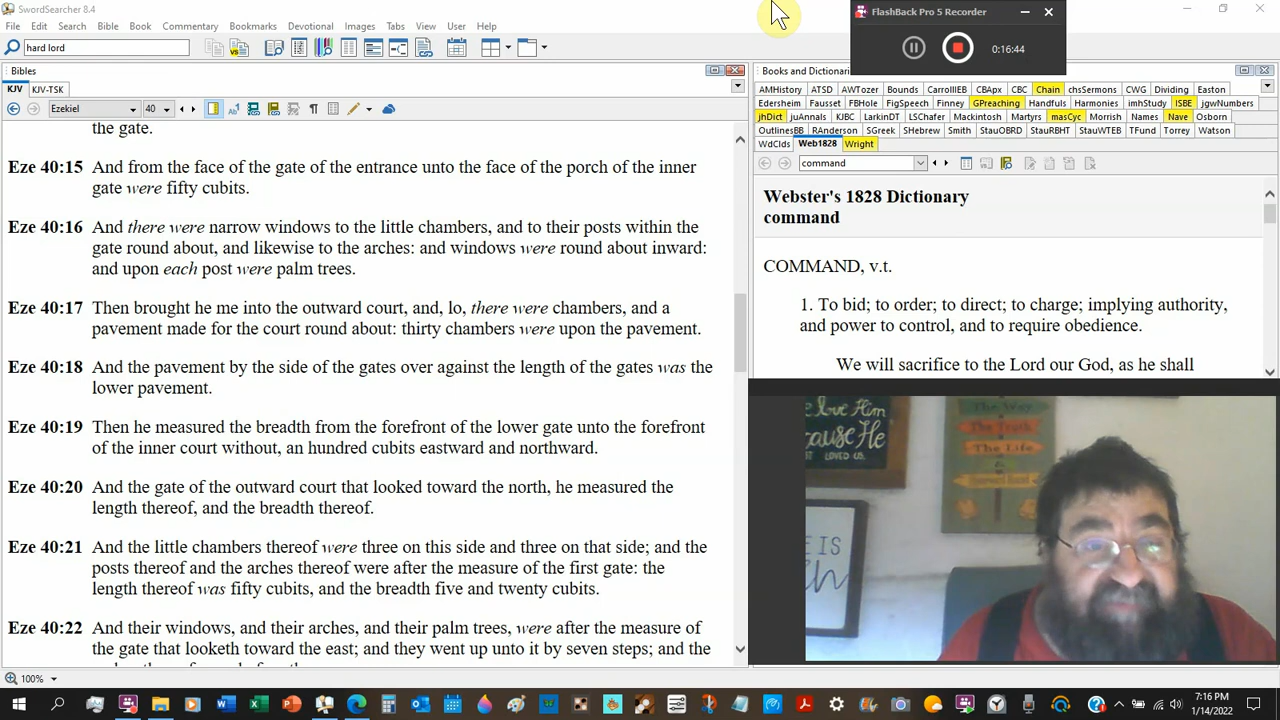 SwordSearcher 8.4
File Edit Search Bible Book Commentary Bookmarks Devotional Images Tabs View User Help
hard lord
FlashBack Pro 5 Recorder
0:16:44
Bibles
KJV KJV-TSK
Ezekiel 40
the gate.
Eze 40:15 And from the face of the gate of the entrance unto the face of the porch of the inner
gate were fifty cubits.
Eze 40:16 And there were narrow windows to the little chambers, and to their posts within the
gate round about, and likewise to the arches: and windows were round about inward:
and upon each post were palm trees.
Eze 40:17 Then brought he me into the outward court, and, lo, there were chambers, and a
pavement made for the court round about: thirty chambers were upon the pavement.
Eze 40:18 And the pavement by the side of the gates over against the length of the gates was the
lower pavement.
Eze 40:19 Then he measured the breadth from the forefront of the lower gate unto the forefront
of the inner court without, an hundred cubits eastward and northward.
Eze 40:20 And the gate of the outward court that looked toward the north, he measured the
length thereof, and the breadth thereof.
Eze 40:21 And the little chambers thereof were three on this side and three on that side; and the
posts thereof and the arches thereof were after the measure of the first gate: the
length thereof was fifty cubits, and the breadth five and twenty cubits.
Eze 40:22 And their windows, and their arches, and their palm trees, were after the measure of
the gate that looketh toward the east; and they went up unto it by seven steps; and the
100%
Books and Dictionari
AMHistory ATSD AWTozer Bounds CarrollIEB CBApx CBC Chain chsSermons CWG Dividing Easton
Edersheim Fausset FBHole FigSpeech Finney GPreaching Handfuls Harmonies imhStudy ISBE jgwNumbers
jhDict juAnnals KJBC LarkinDT LSChafer Mackintosh Martyrs masCyc Morrish Names Nave Osborn
OutlinesBB RAnderson SGreek SHebrew Smith StauOBRD StauRBHT StauWTEB TFund Torrey Watson
WdClds Web1828 Wright
command
Webster's 1828 Dictionary
command
COMMAND, v.t.
1. To bid; to order; to direct; to charge; implying authority,
and power to control, and to require obedience.
We will sacrifice to the Lord our God, as he shall
love Him
cause He
LOVED US.
The Way
The Truth
The Life
&
E IS
7:16 PM
1/14/2022